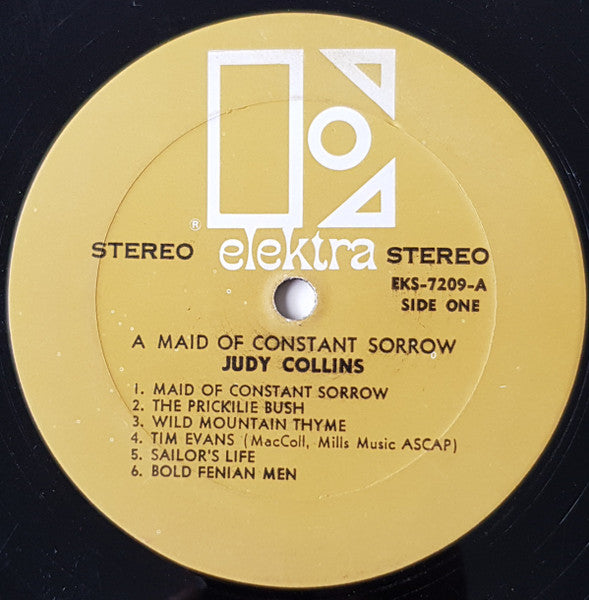 ®
STEREO elektra STEREO
EKS-7209-A
SIDE ONE
A MAID OF CONSTANT SORROW
JUDY COLLINS
1. MAID OF CONSTANT SORROW
2. THE PRICKILIE BUSH
3. WILD MOUNTAIN THYME
4. TIM EVANS (MacColl, Mills Music ASCAP)
5. SAILOR'S LIFE
6. BOLD FENIAN MEN